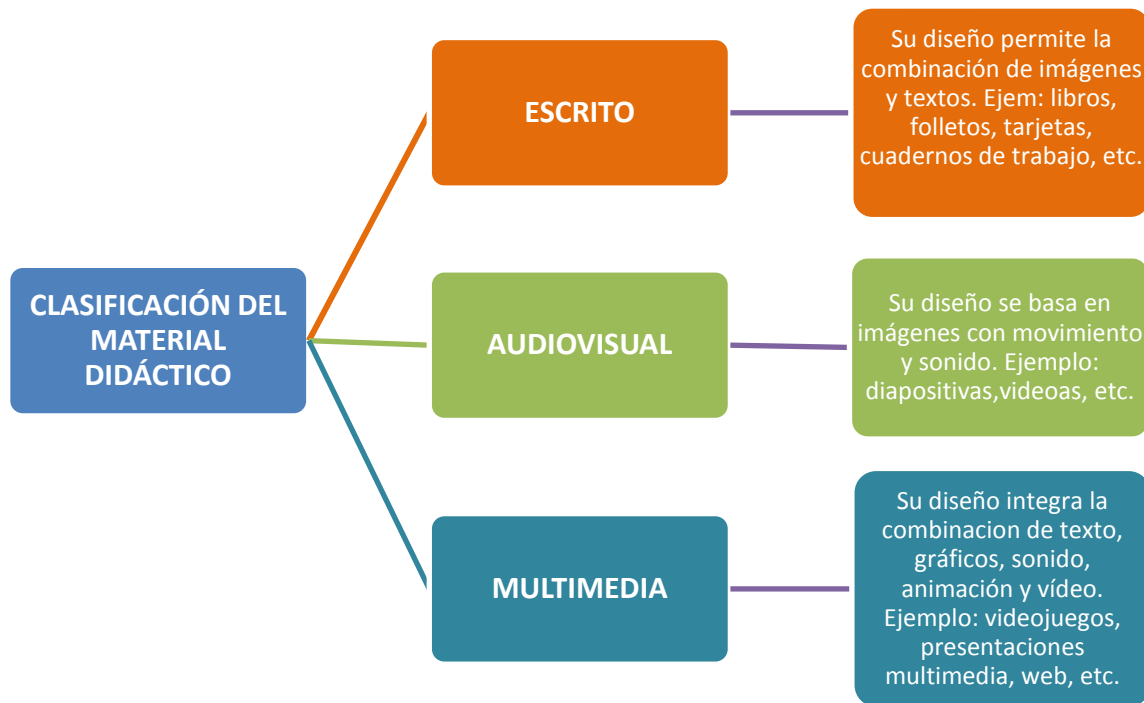 CLASIFICACIÓN DEL
MATERIAL
DIDÁCTICO
ESCRITO
Su diseño permite la
combinación de imágenes
y textos. Ejem: libros,
folletos, tarjetas,
cuadernos de trabajo, etc.
AUDIOVISUAL
Su diseño se basa en
imágenes con movimiento
y sonido. Ejemplo:
diapositivas,videoas, etc.
MULTIMEDIA
Su diseño integra la
combinacion de texto,
gráficos, sonido,
animación y vídeo.
Ejemplo: videojuegos,
presentaciones
multimedia, web, etc.